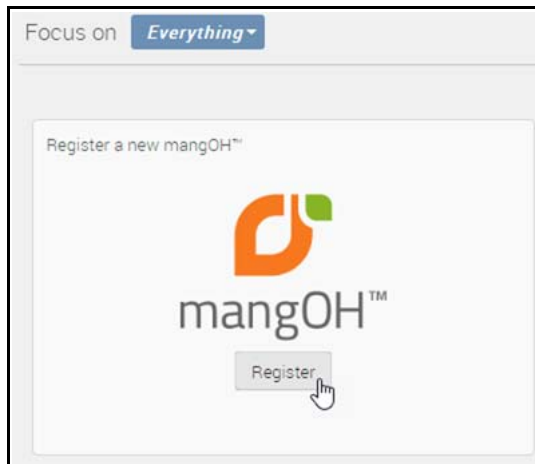 Focus on Everything
Register a new mangOH™
mangOH™
Register